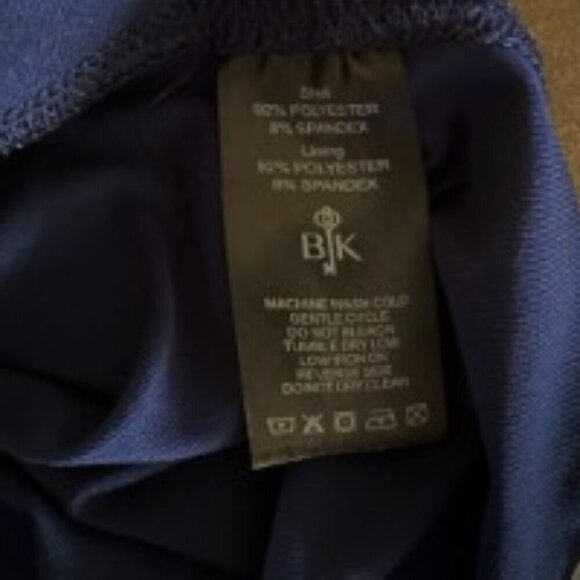 Shell
92% POLYESTER
8% SPANDEX
Lining
92% POLYESTER
8% SPANDEX
B K
MACHINE WASH COLD
GENTLE CYCLE
DO NOT BLEACH
TUMBLE DRY LOW
LOW IRON ON
REVERSE SIDE
DO NOT DRY CLEAN